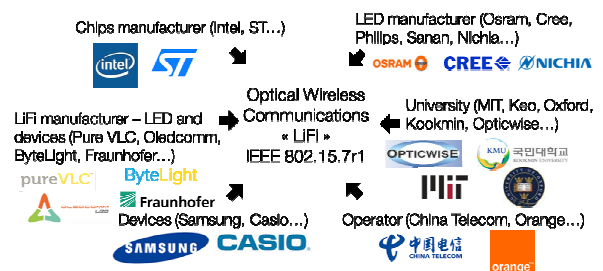 Chips manufacturer (Intel, ST…)
intel
ST
LED manufacturer (Osram, Cree,
Philips, Sanan, Nichia…)
OSRAM CREE NICHIA
LiFi manufacturer – LED and
devices (Pure VLC, Oledcomm,
ByteLight, Fraunhofer…)
pureVLC
ByteLight
OLEDCOMM
Fraunhofer
Optical Wireless
Communications
« LiFi »
IEEE 802.15.7r1
University (MIT, Keo, Oxford,
Kookmin, Opticwise…)
OPTICWISE
KMU 국민대학교
KOOKMIN UNIVERSITY
MIT
Devices (Samsung, Casio…)
SAMSUNG
CASIO.
Operator (China Telecom, Orange…)
中国电信
CHINA TELECOM
orange™